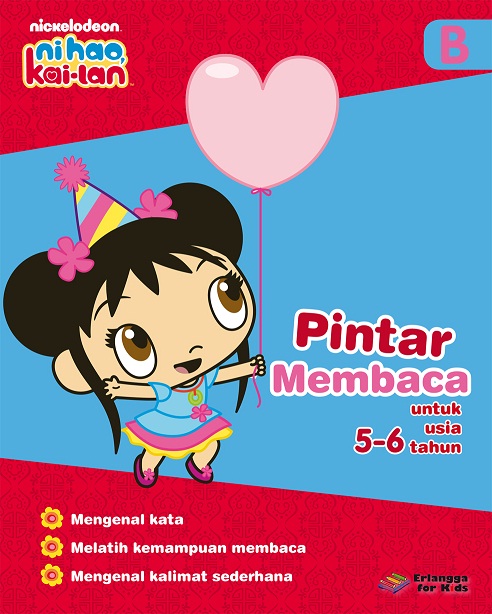 nickelodeon
ni hao,
kai-lan™
B
Pintar
Membaca
untuk
usia
5-6 tahun
Mengenal kata
Melatih kemampuan membaca
Mengenal kalimat sederhana
Erlangga
for Kids